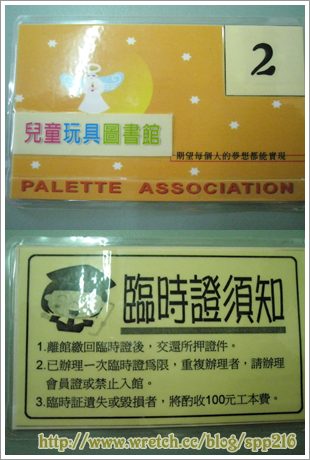 2
兒童玩具圖書館
期望每個人的夢想都能實現
PALETTE ASSOCIATION
臨時證須知
1.離館繳回臨時證後，交還所押證件。
2.已辦理一次臨時證爲限，重複辦理者，請辦理
會員證或禁止入館。
3.臨時証遺失或毀損者，將酌收100元工本費。
http://www.wretch.cc/blog/spp216